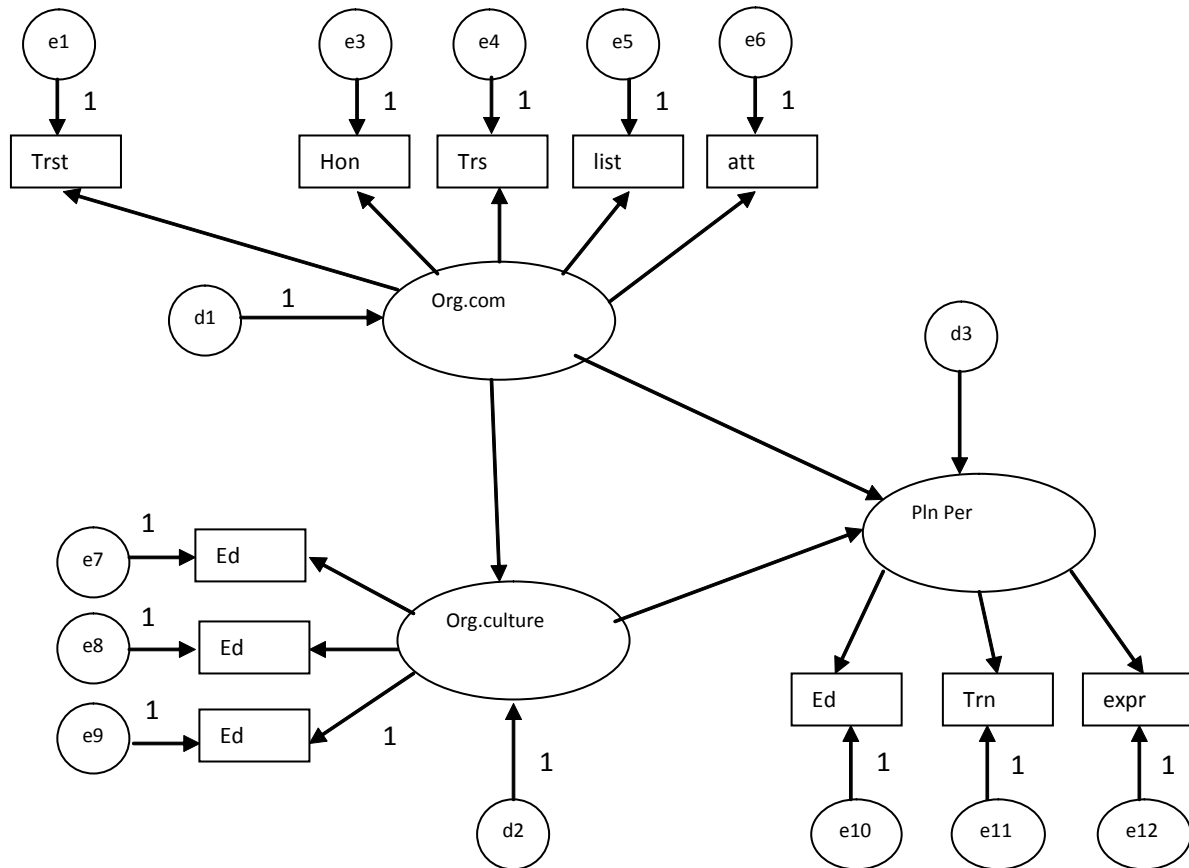 e1
e3
e4
e5
e6
1
1
1
1
1
Trst
Hon
Trs
list
att
Org.com
d1
1
d3
Pln Per
e7
1
Ed
Org.culture
e8
1
Ed
e9
1
Ed
1
Ed
Trn
expr
1
1
1
1
d2
e10
e11
e12